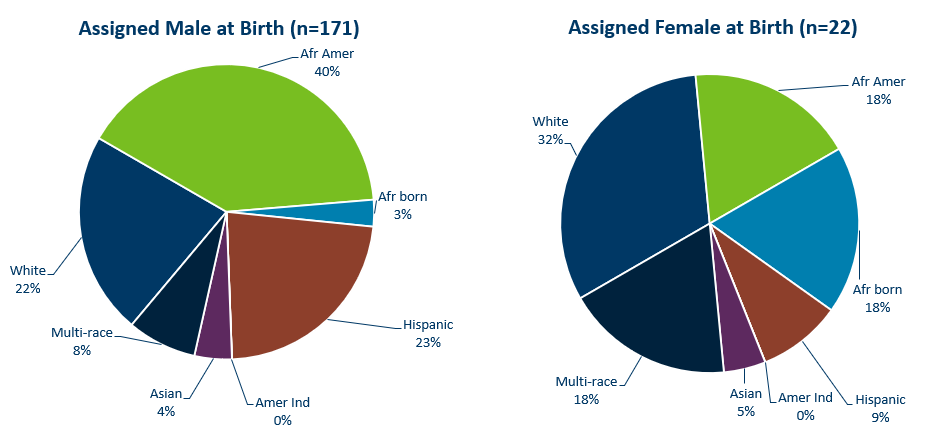 Assigned Male at Birth (n=171)
Afr Amer
40%
Afr born
3%
Hispanic
23%
Amer Ind
0%
Asian
4%
Multi-race
8%
White
22%
Assigned Female at Birth (n=22)
Afr Amer
18%
Afr born
18%
Hispanic
9%
Amer Ind
0%
Asian
5%
Multi-race
18%
White
32%